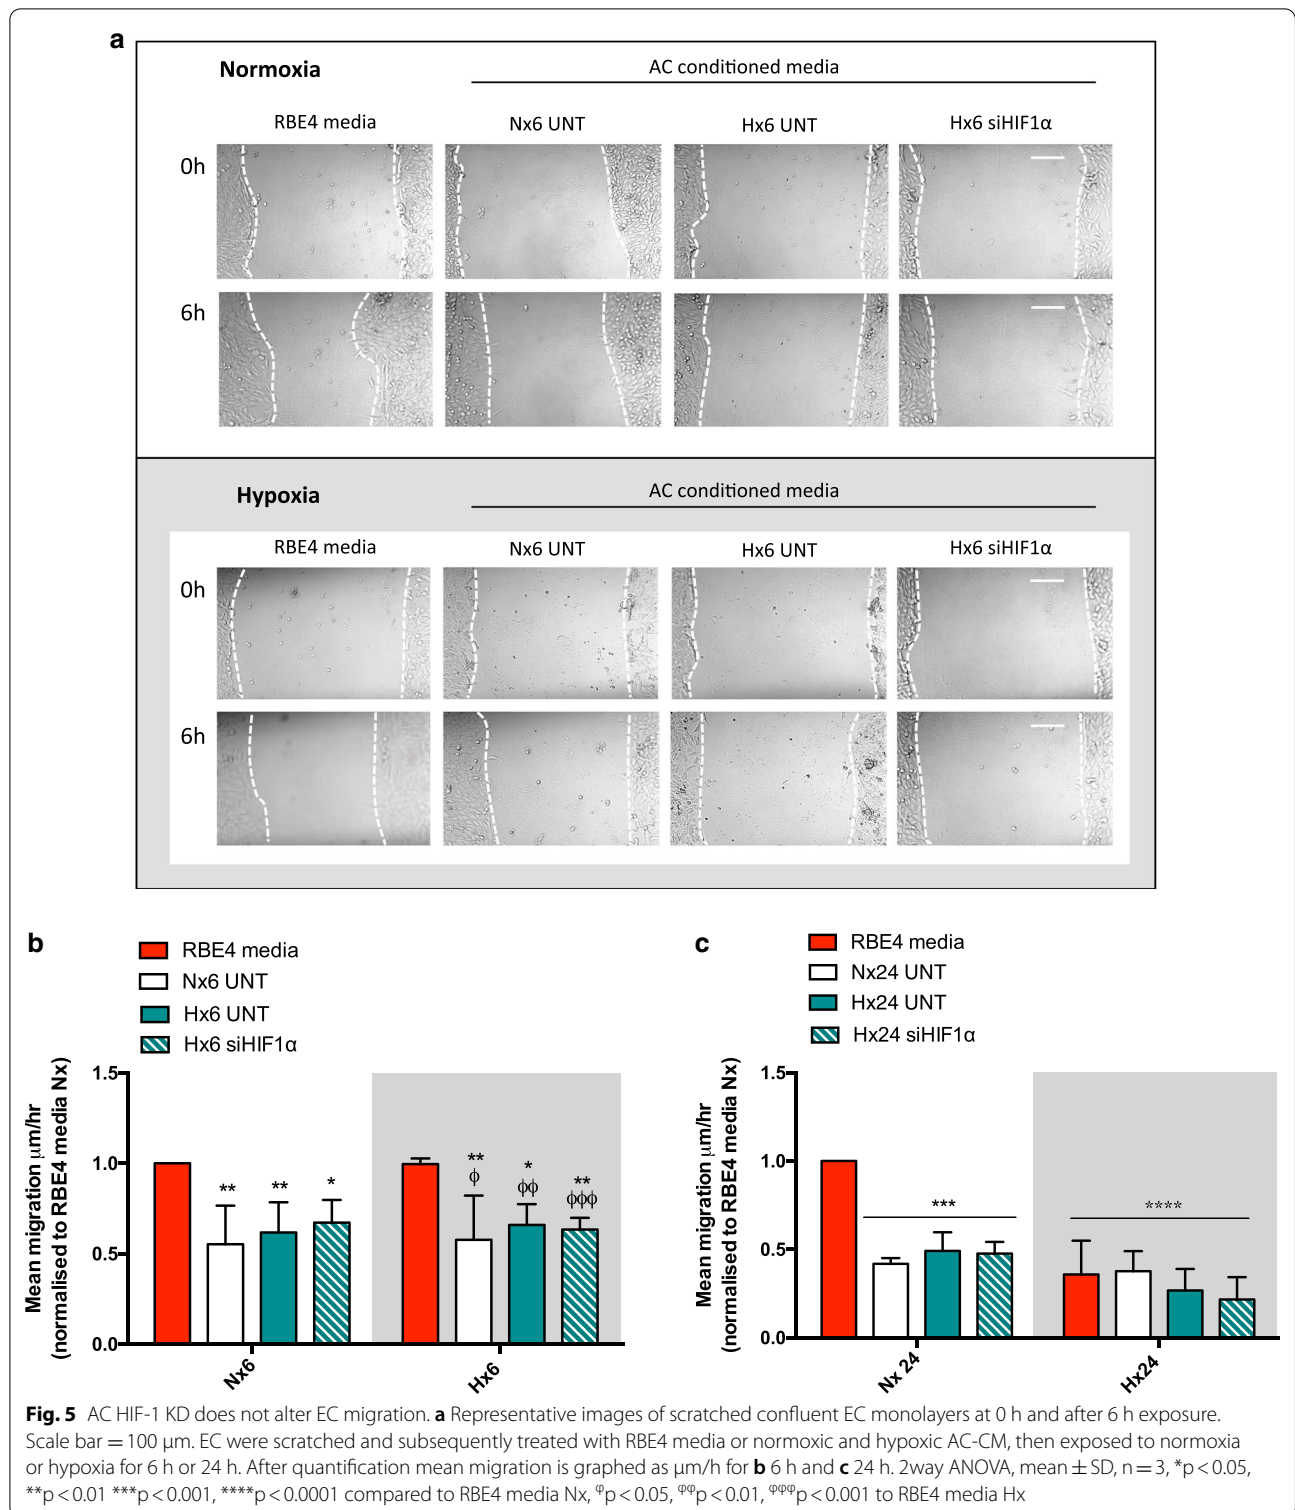 a
Normoxia
AC conditioned media
RBE4 media
Nx6 UNT
Hx6 UNT
Hx6 siHIF1α
0h
6h
Hypoxia
AC conditioned media
RBE4 media
Nx6 UNT
Hx6 UNT
Hx6 siHIF1α
0h
6h
b
RBE4 media
Nx6 UNT
Hx6 UNT
Hx6 siHIF1α
Mean migration μm/hr
(normalised to RBE4 media Nx)
1.5
1.0
0.5
0.0
**
**
*
**
ϕ
*
ϕϕ
**
ϕϕϕ
Nx6
Hx6
c
RBE4 media
Nx24 UNT
Hx24 UNT
Hx24 siHIF1α
Mean migration μm/hr
(normalised to RBE4 media Nx)
1.5
1.0
0.5
0.0
***
****
Nx 24
Hx24
Fig. 5 AC HIF-1 KD does not alter EC migration. a Representative images of scratched confluent EC monolayers at 0 h and after 6 h exposure.
Scale bar = 100 μm. EC were scratched and subsequently treated with RBE4 media or normoxic and hypoxic AC-CM, then exposed to normoxia
or hypoxia for 6 h or 24 h. After quantification mean migration is graphed as μm/h for b 6 h and c 24 h. 2way ANOVA, mean ± SD, n = 3, *p < 0.05,
**p < 0.01 ***p < 0.001, ****p < 0.0001 compared to RBE4 media Nx, ᵠp < 0.05, ᵠᵠp < 0.01, ᵠᵠᵠp < 0.001 to RBE4 media Hx